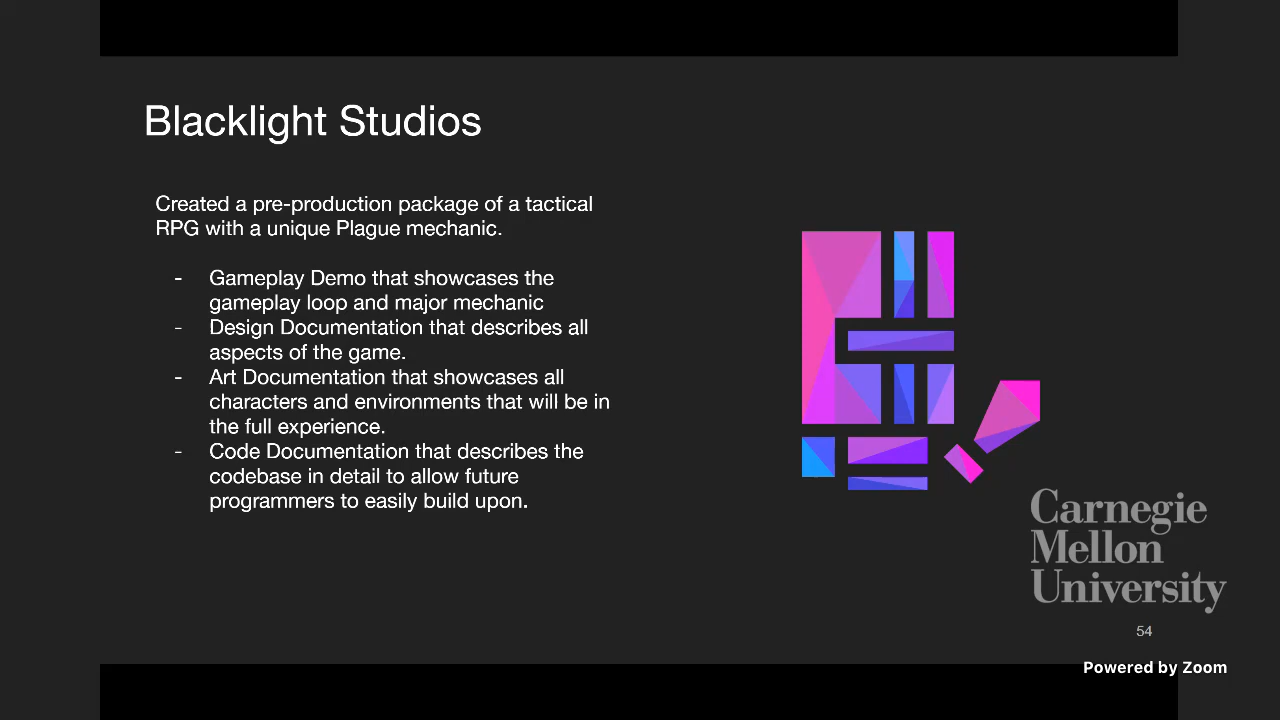 Blacklight Studios
Created a pre-production package of a tactical
RPG with a unique Plague mechanic.
- Gameplay Demo that showcases the
gameplay loop and major mechanic
- Design Documentation that describes all
aspects of the game.
- Art Documentation that showcases all
characters and environments that will be in
the full experience.
- Code Documentation that describes the
codebase in detail to allow future
programmers to easily build upon.
Carnegie
Mellon
University
54
Powered by Zoom